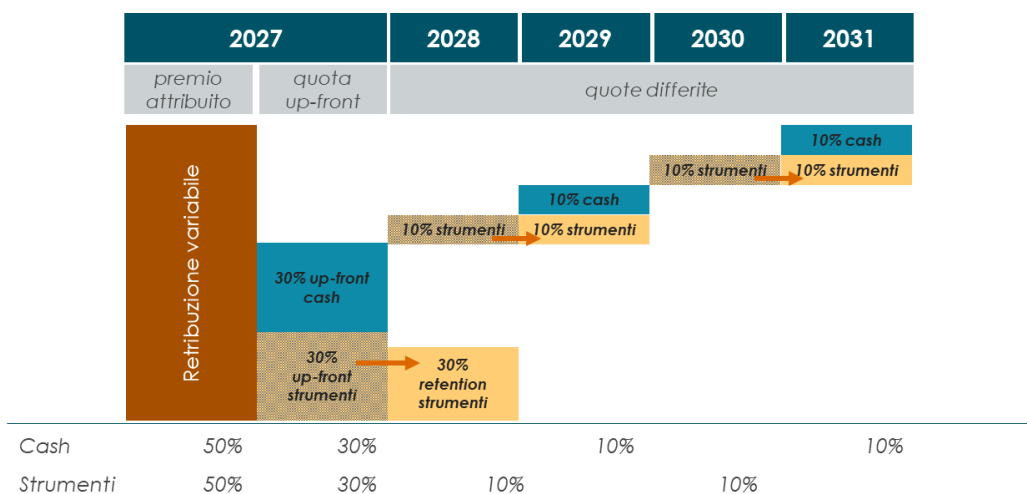 2027 2028 2029 2030 2031
premio attribuito
quota up-front
quote differite
10% cash
10% strumenti 10% strumenti
10% cash
10% strumenti 10% strumenti
Retribuzione variabile
30% up-front
cash
30%
up-front
strumenti
30%
retention
strumenti
Cash 50% 30% 10% 10%
Strumenti 50% 30% 10% 10%